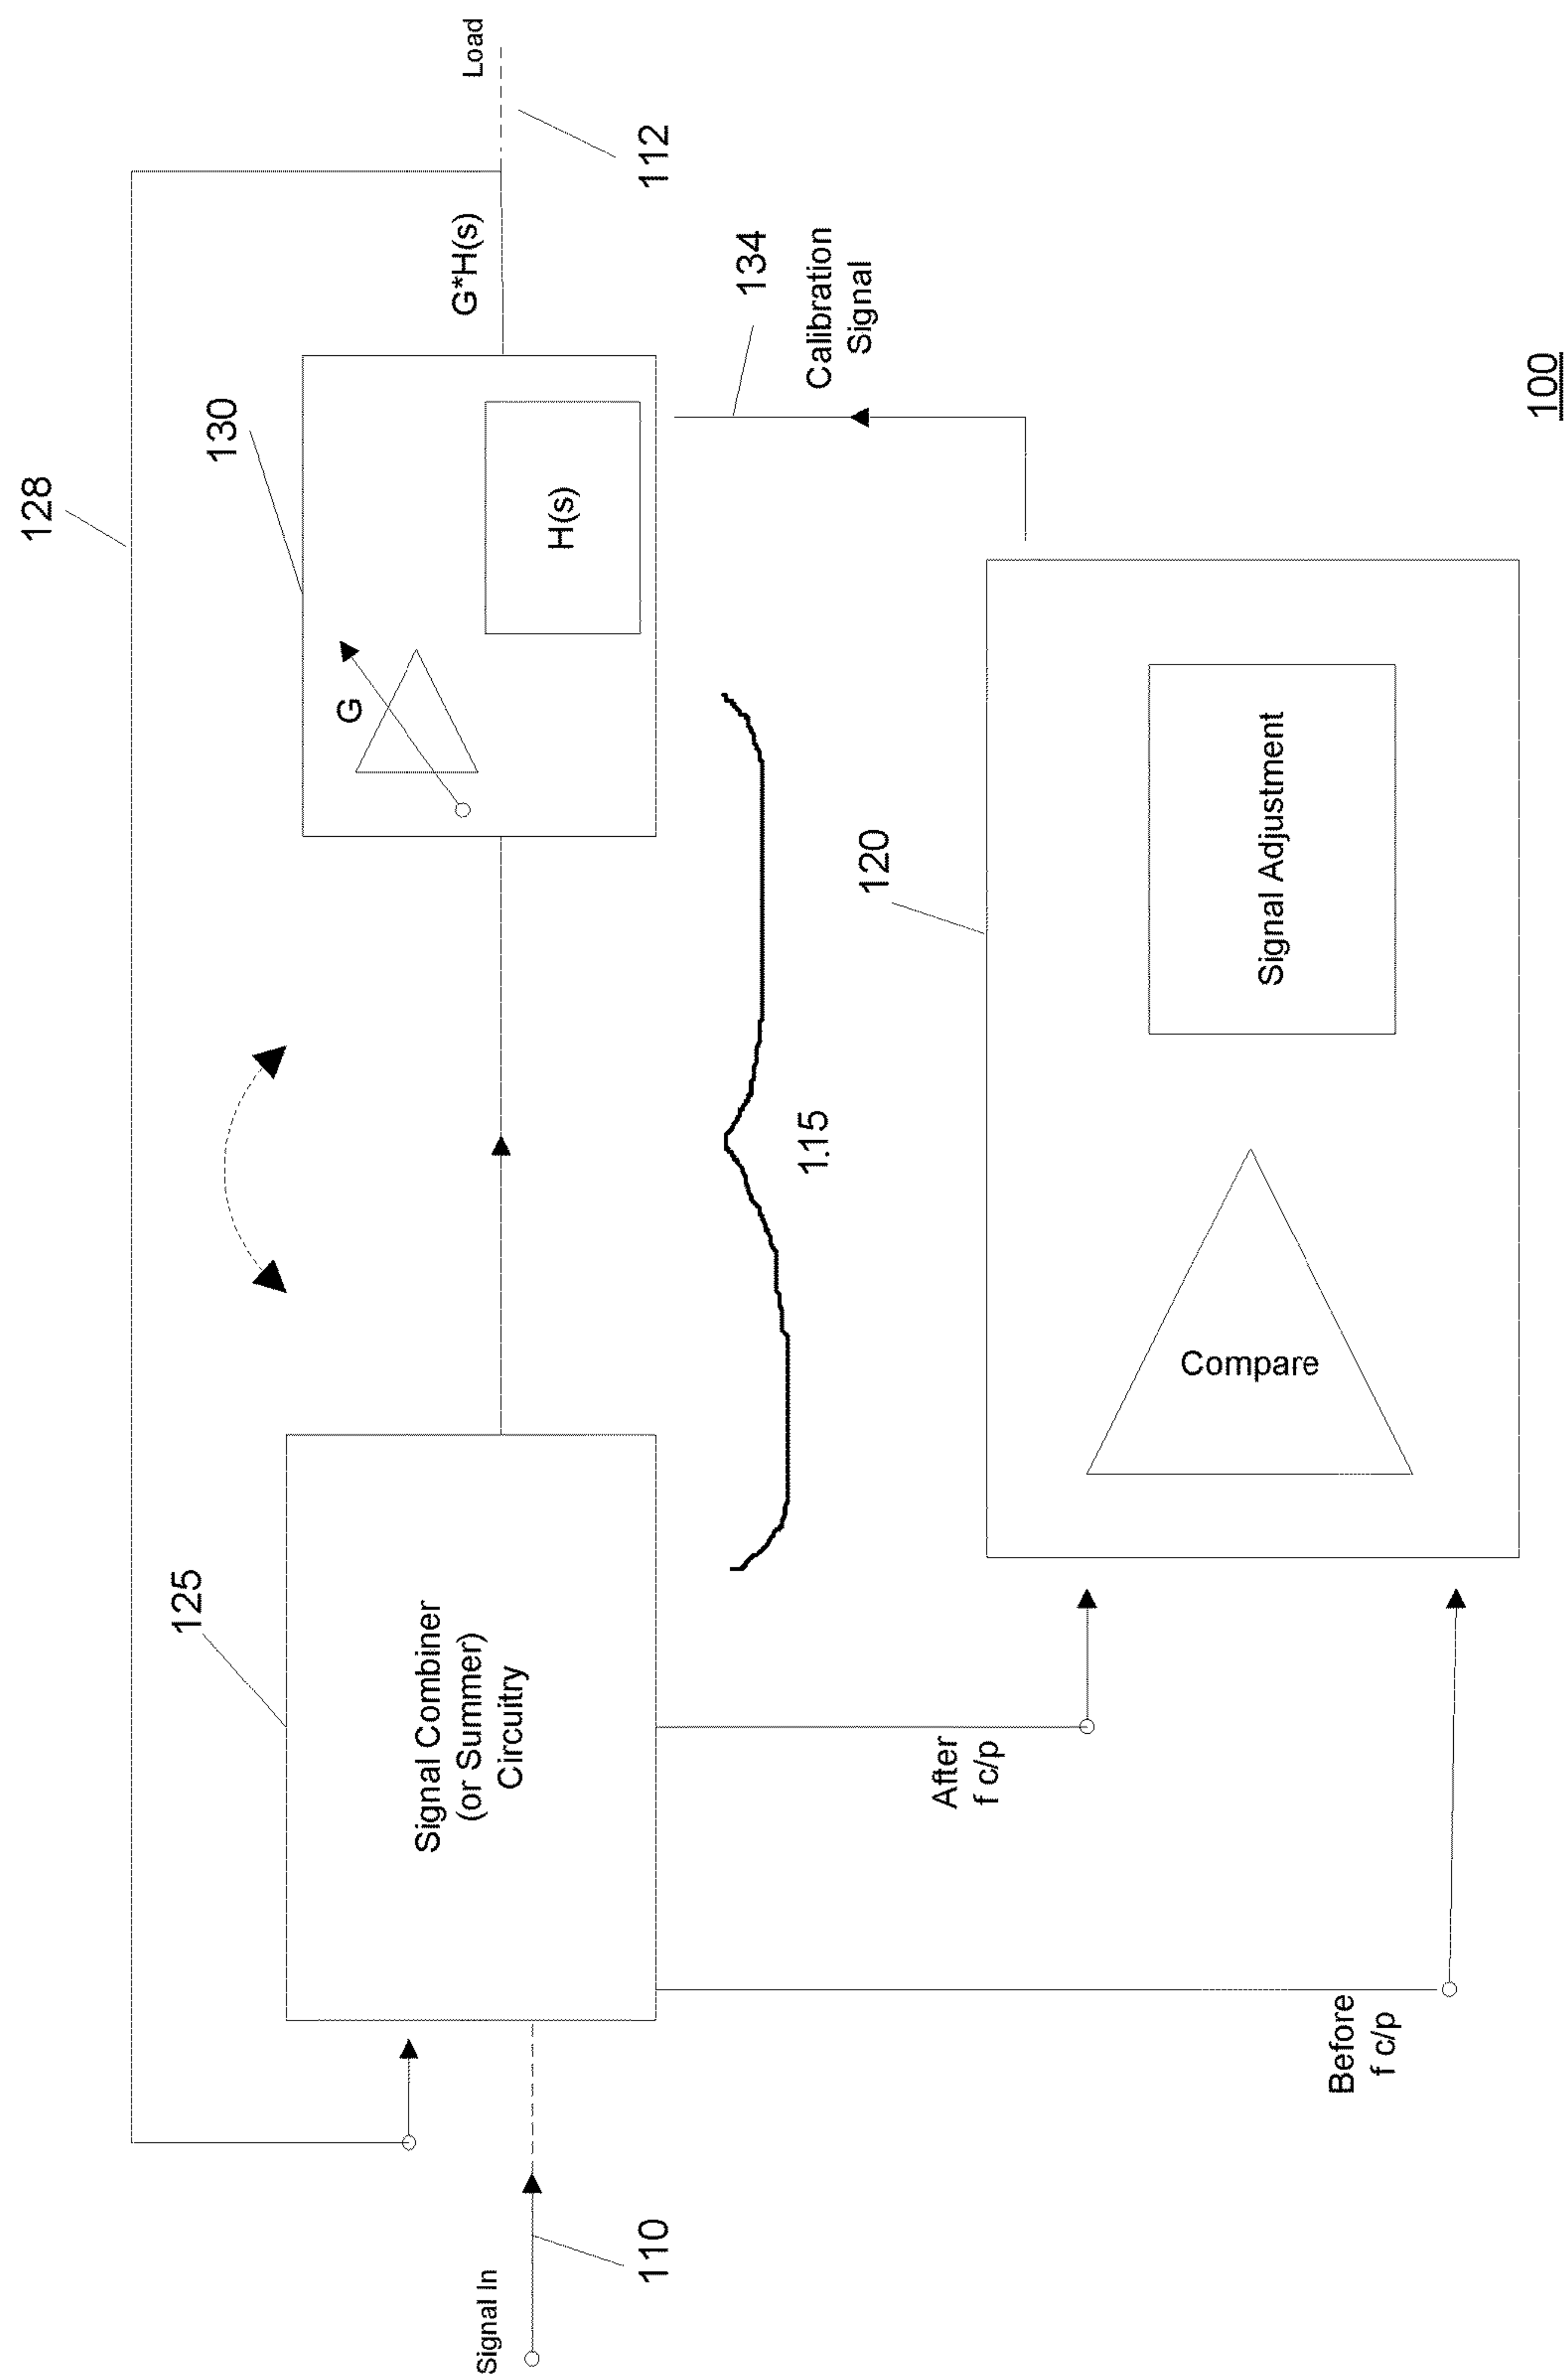 128
130
G
H(s)
G*H(s)
Load
112
134
Calibration
Signal
125
Signal Combiner
(or Summer)
Circuitry
1.15
Signal In
110
After
f c/p
Before
f c/p
120
Compare
Signal Adjustment
100